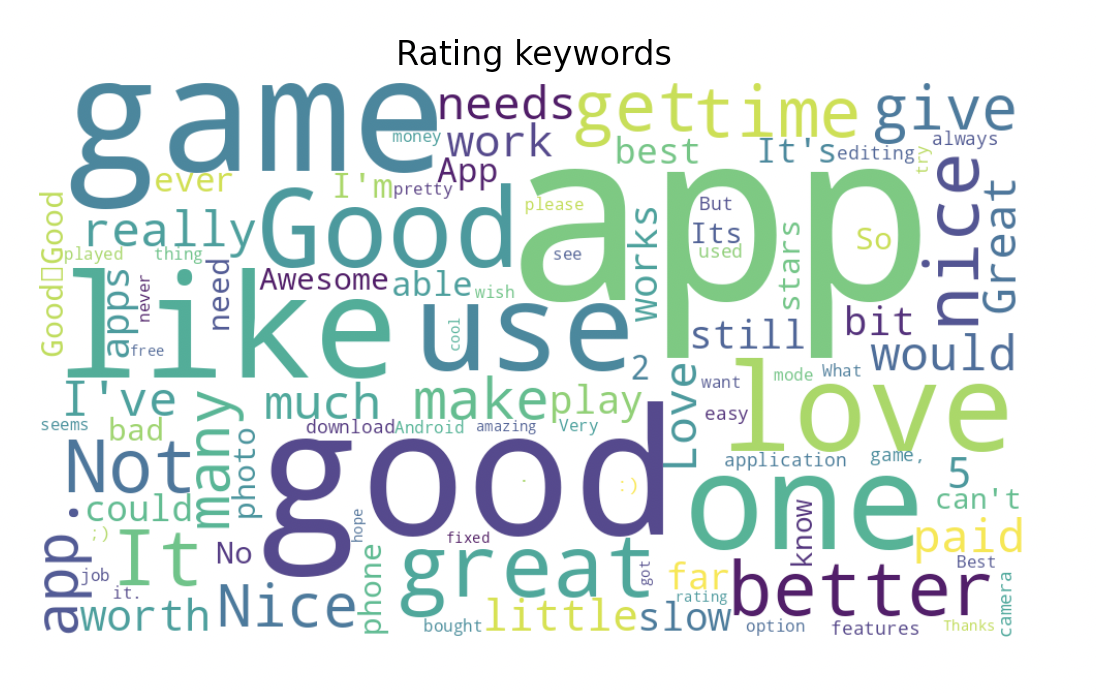 Rating keywords
game
needs
get
time
give
money
work
best
It's
editing
always
try
ever
I'm
pretty
App
app
nice
Great
really
Good
please
But
Its
used
So
stars
works
see
Good▯Good
played
thing
apps
never
need
Awesome
able
wish
like
free
use
cool
still
bit
would
2
I've
much
make
play
Love
want
mode
What
easy
love
seems
bad
many
photo
download
Android
amazing
Very
Not
good
.
:)
application
game,
5
one
can't
could
;)
It
No
hope
fixed
know
paid
app.
job
it.
worth
Nice
phone
great
got
far
rating
better
Best
bought
little
slow
option
features
Thanks
camera